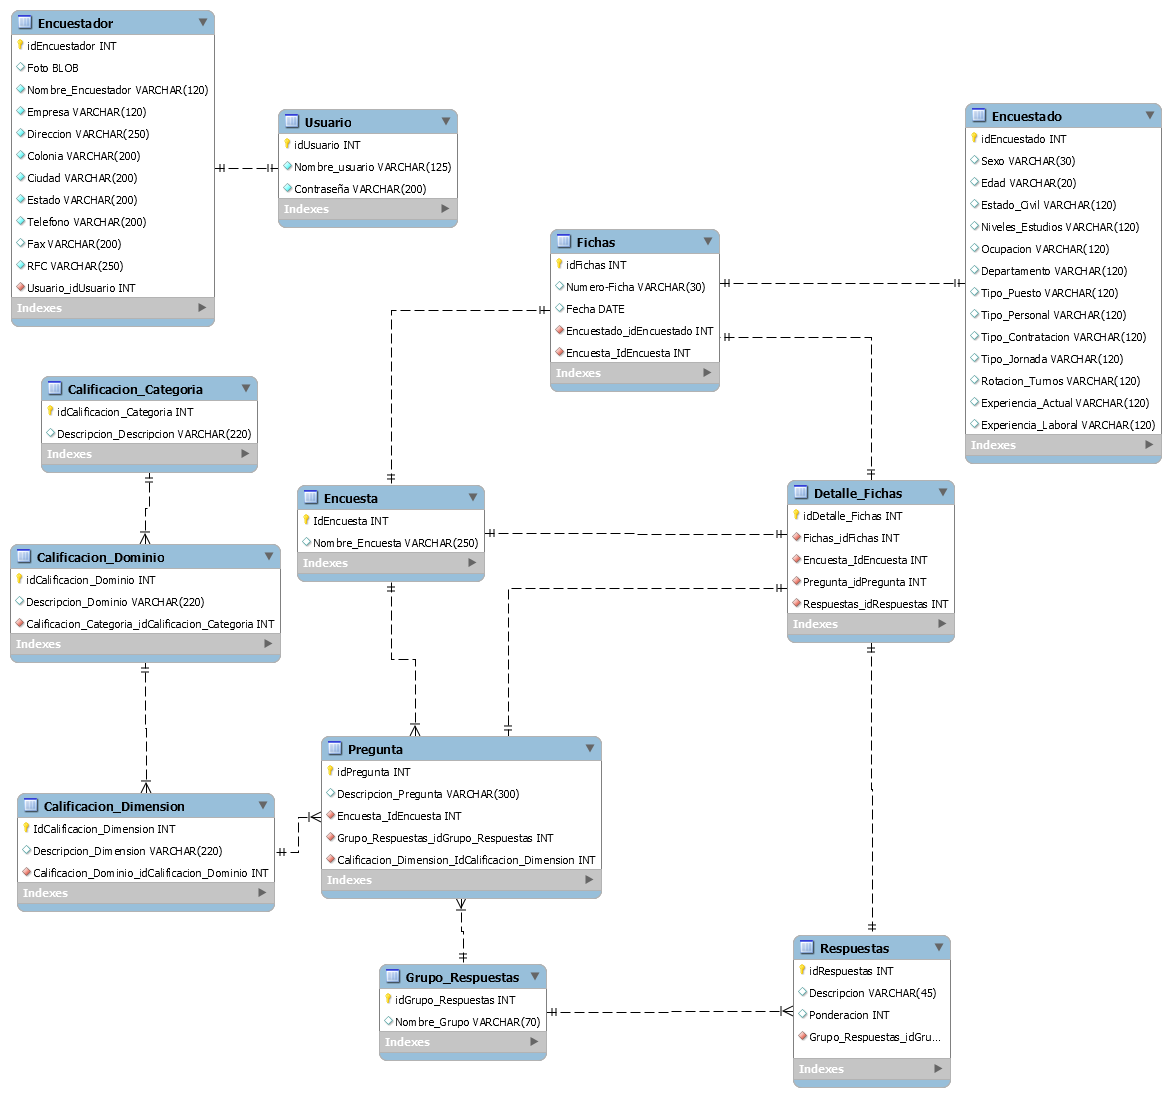 Encuestador
idEncuestador INT
Foto BLOB
Nombre_Encuestador VARCHAR(120)
Empresa VARCHAR(120)
Direccion VARCHAR(250)
Colonia VARCHAR(200)
Ciudad VARCHAR(200)
Estado VARCHAR(200)
Telefono VARCHAR(200)
Fax VARCHAR(200)
RFC VARCHAR(250)
Usuario_idUsuario INT
Indexes
Usuario
idUsuario INT
Nombre_usuario VARCHAR(125)
Contraseña VARCHAR(200)
Indexes
Encuestado
idEncuestado INT
Sexo VARCHAR(30)
Edad VARCHAR(20)
Estado_Civil VARCHAR(120)
Niveles_Estudios VARCHAR(120)
Ocupacion VARCHAR(120)
Departamento VARCHAR(120)
Tipo_Puesto VARCHAR(120)
Tipo_Personal VARCHAR(120)
Tipo_Contratacion VARCHAR(120)
Tipo_Jornada VARCHAR(120)
Rotacion_Turnos VARCHAR(120)
Experiencia_Actual VARCHAR(120)
Experiencia_Laboral VARCHAR(120)
Indexes
Fichas
idFichas INT
Numero-Ficha VARCHAR(30)
Fecha DATE
Encuestado_idEncuestado INT
Encuesta_IdEncuesta INT
Indexes
Calificacion_Categoria
idCalificacion_Categoria INT
Descripcion_Descripcion VARCHAR(220)
Indexes
Encuesta
IdEncuesta INT
Nombre_Encuesta VARCHAR(250)
Indexes
Detalle_Fichas
idDetalle_Fichas INT
Fichas_idFichas INT
Encuesta_IdEncuesta INT
Pregunta_idPregunta INT
Respuestas_idRespuestas INT
Indexes
Calificacion_Dominio
idCalificacion_Dominio INT
Descripcion_Dominio VARCHAR(220)
Calificacion_Categoria_idCalificacion_Categoria INT
Indexes
Pregunta
idPregunta INT
Descripcion_Pregunta VARCHAR(300)
Encuesta_IdEncuesta INT
Grupo_Respuestas_idGrupo_Respuestas INT
Calificacion_Dimension_IdCalificacion_Dimension INT
Indexes
Calificacion_Dimension
IdCalificacion_Dimension INT
Descripcion_Dimension VARCHAR(220)
Calificacion_Dominio_idCalificacion_Dominio INT
Indexes
Grupo_Respuestas
idGrupo_Respuestas INT
Nombre_Grupo VARCHAR(70)
Indexes
Respuestas
idRespuestas INT
Descripcion VARCHAR(45)
Ponderacion INT
Grupo_Respuestas_idGru...
Indexes